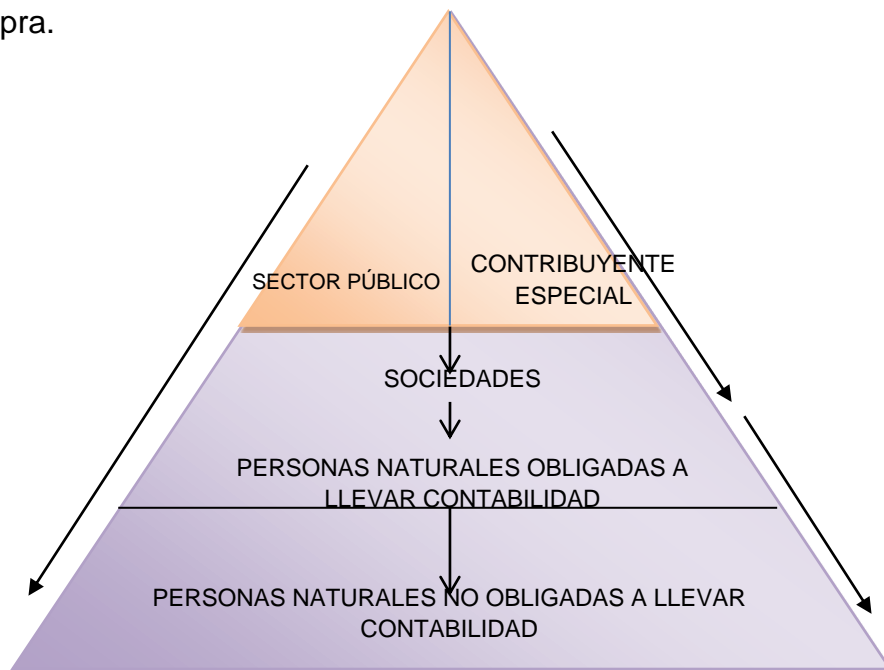 pra.
SECTOR PÚBLICO
CONTRIBUYENTE
ESPECIAL
SOCIEDADES
PERSONAS NATURALES OBLIGADAS A
LLEVAR CONTABILIDAD
PERSONAS NATURALES NO OBLIGADAS A LLEVAR
CONTABILIDAD